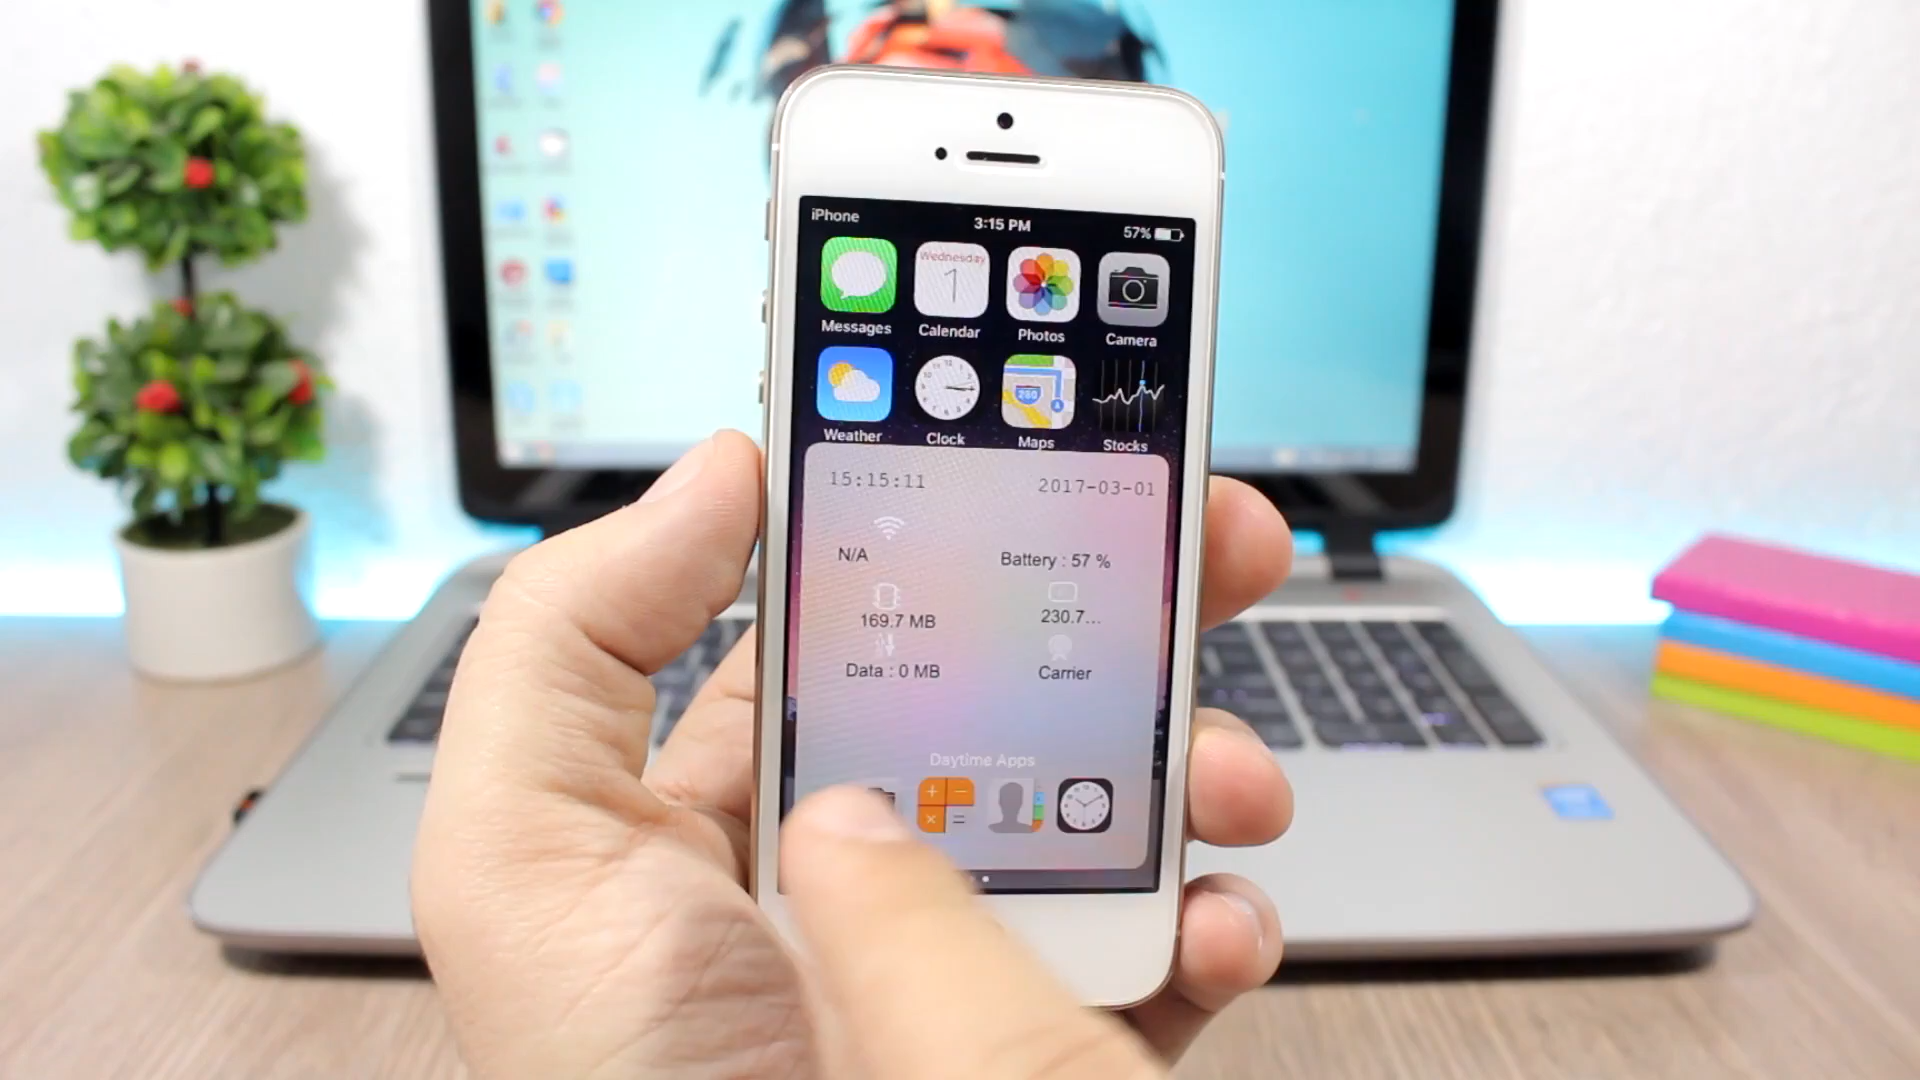 iPhone
3:15 PM
57%
Wednesday
1
Messages
Calendar
Photos
Camera
280
Weather
Clock
Maps
Stocks
15:15:11
2017-03-01
N/A
Battery : 57 %
169.7 MB
230.7...
Data : 0 MB
Carrier
Daytime Apps